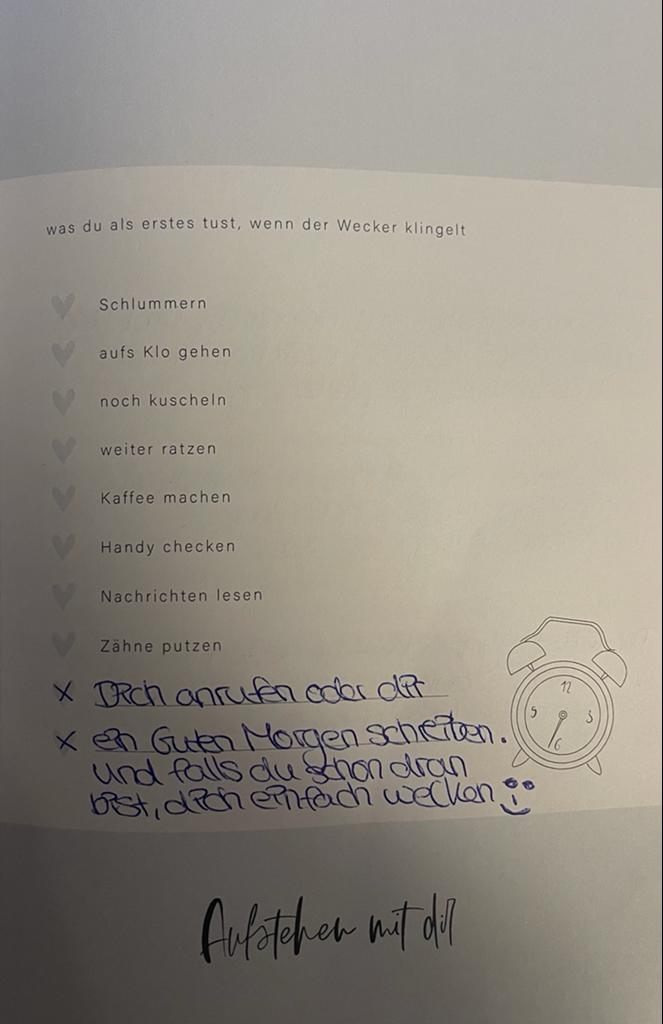 was du als erstes tust, wenn der Wecker klingelt
Schlummern
aufs Klo gehen
noch kuscheln
weiter ratzen
Kaffee machen
Handy checken
Nachrichten lesen
Zähne putzen
x Dich anrufen oder dir
x ein Guten Morgen schreiben.
und falls du schon dran
bist, dich einfach wecken
12
9 3
6
Aufstehen mit dir